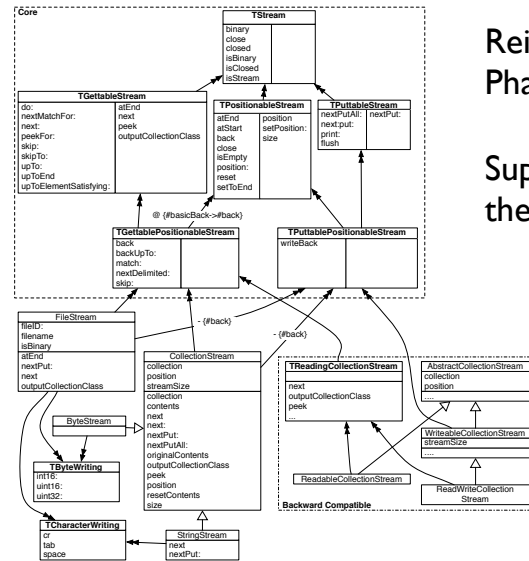 Core
TStream
binary
close
closed
isBinary
isClosed
isStream
TGettableStream
do:
nextMatchFor:
next:
peekFor:
skip:
skipTo:
upTo:
upToEnd
upToElementSatisfying:
atEnd
next
peek
outputCollectionClass
TPositionableStream
atEnd
atStart
back
close
isEmpty
position:
reset
setToEnd
position
setPosition:
size
TPuttableStream
nextPutAll:
next:put:
print:
flush
nextPut:
@ {#basicBack->#back}
TGettablePositionableStream
back
backUpTo:
match:
nextDelimited:
skip:
TPuttablePositionableStream
writeBack
- {#back}
- {#back}
FileStream
fileID:
filename
isBinary
atEnd
nextPut:
next
outputCollectionClass
CollectionStream
collection
position
streamSize
collection
contents
next
next:
nextPut:
nextPutAll:
originalContents
outputCollectionClass
peek
position
resetContents
size
ByteStream
TByteWriting
int16:
uint16:
uint32:
TCharacterWriting
cr
tab
space
StringStream
next
nextPut:
TReadingCollectionStream
next
outputCollectionClass
peek
...
AbstractCollectionStream
collection
position
....
WriteableCollectionStream
streamSize
....
ReadableCollectionStream
ReadWriteCollection
Stream
Backward Compatible
Rei
Pha
Sup
the